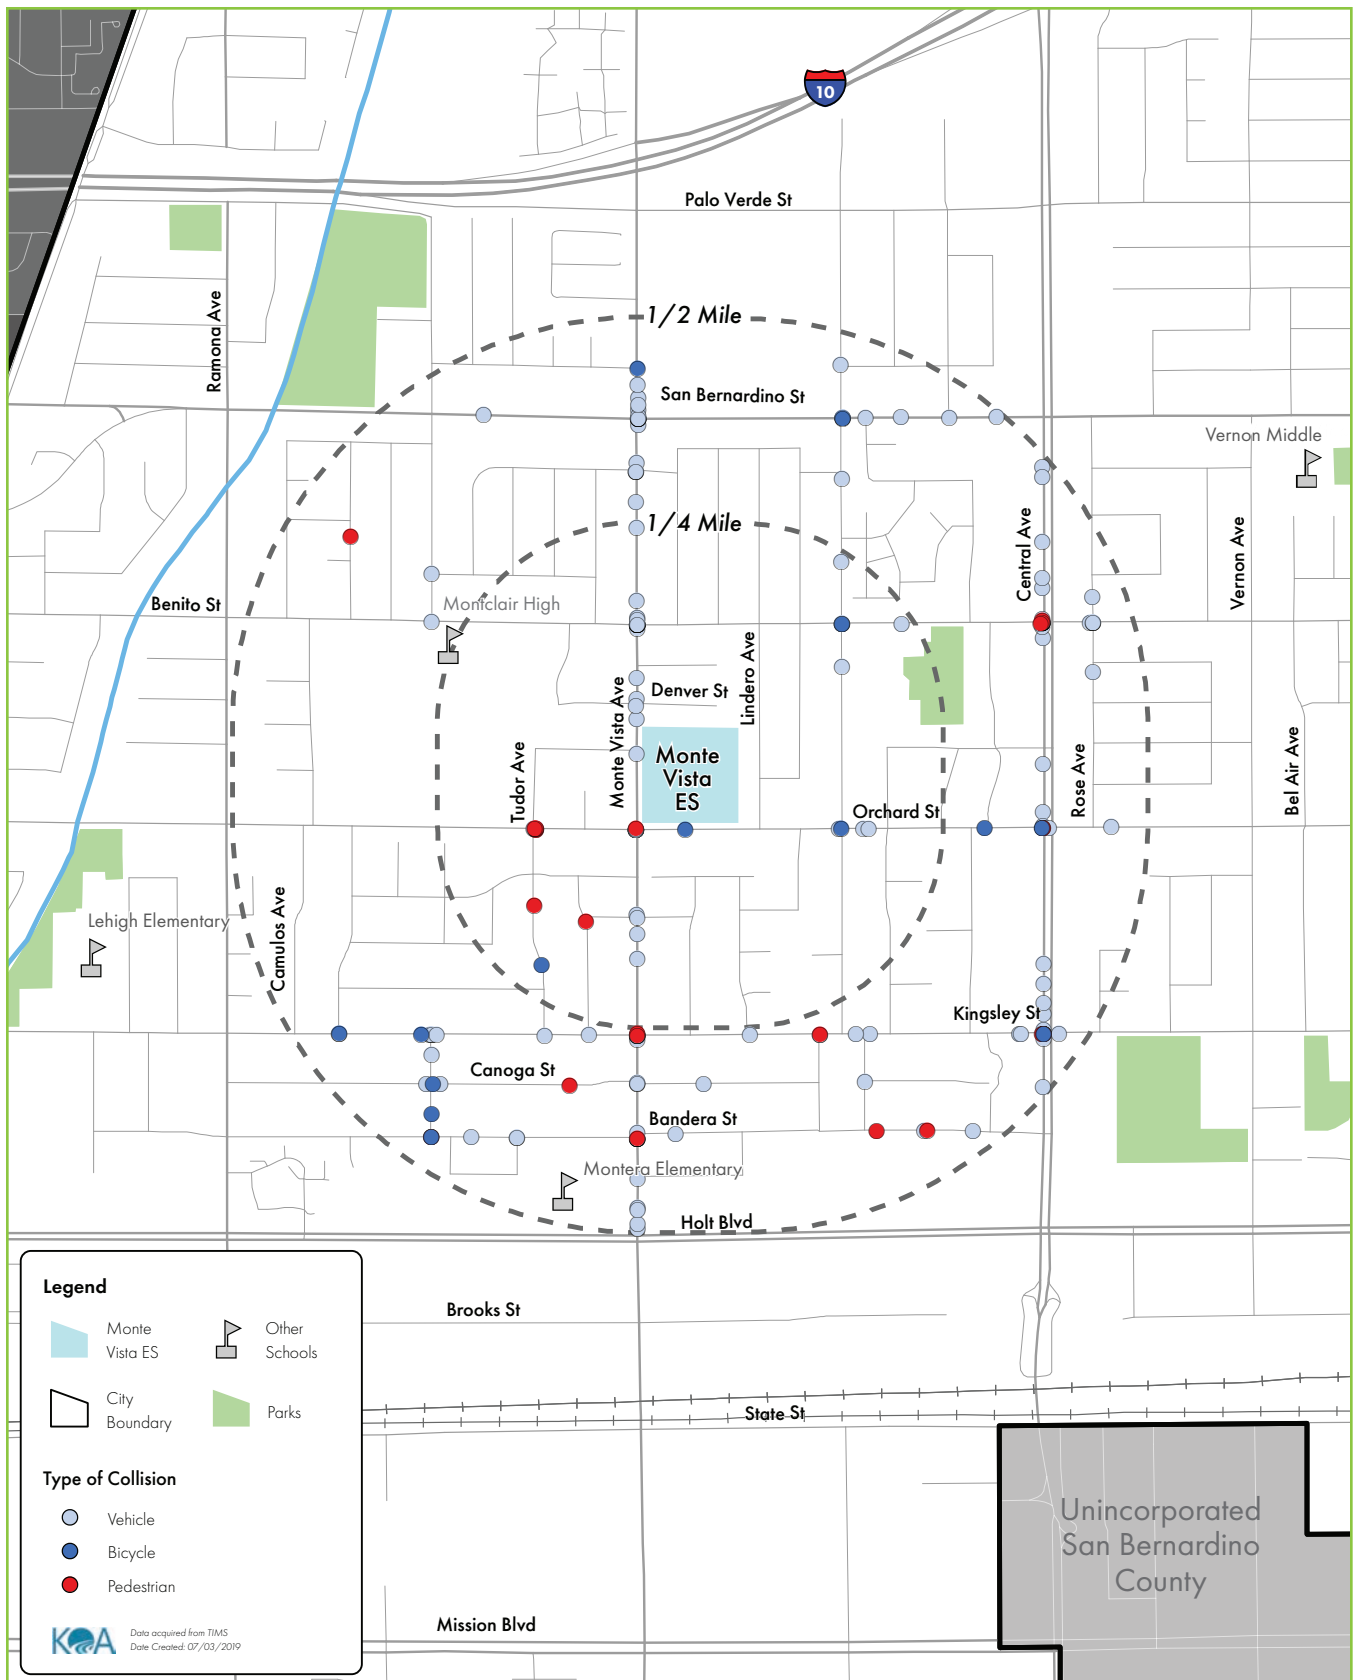 10
Palo Verde St
Ramona Ave
1/2 Mile
San Bernardino St
Vernon Middle
1/4 Mile
Central Ave
Vernon Ave
Benito St
Montclair High
Lindero Ave
Denver St
Monte Vista Ave
Tudor Ave
Monte
Vista
ES
Rose Ave
Bel Air Ave
Orchard St
Camulos Ave
Lehigh Elementary
Kingsley St
Canoga St
Bandera St
Montera Elementary
Holt Blvd
Legend
Monte
Vista ES
Other
Schools
City
Boundary
Parks
Type of Collision
Vehicle
Bicycle
Pedestrian
KOA
Data acquired from TIMS
Date Created: 07/03/2019
Brooks St
State St
Unincorporated
San Bernardino
County
Mission Blvd